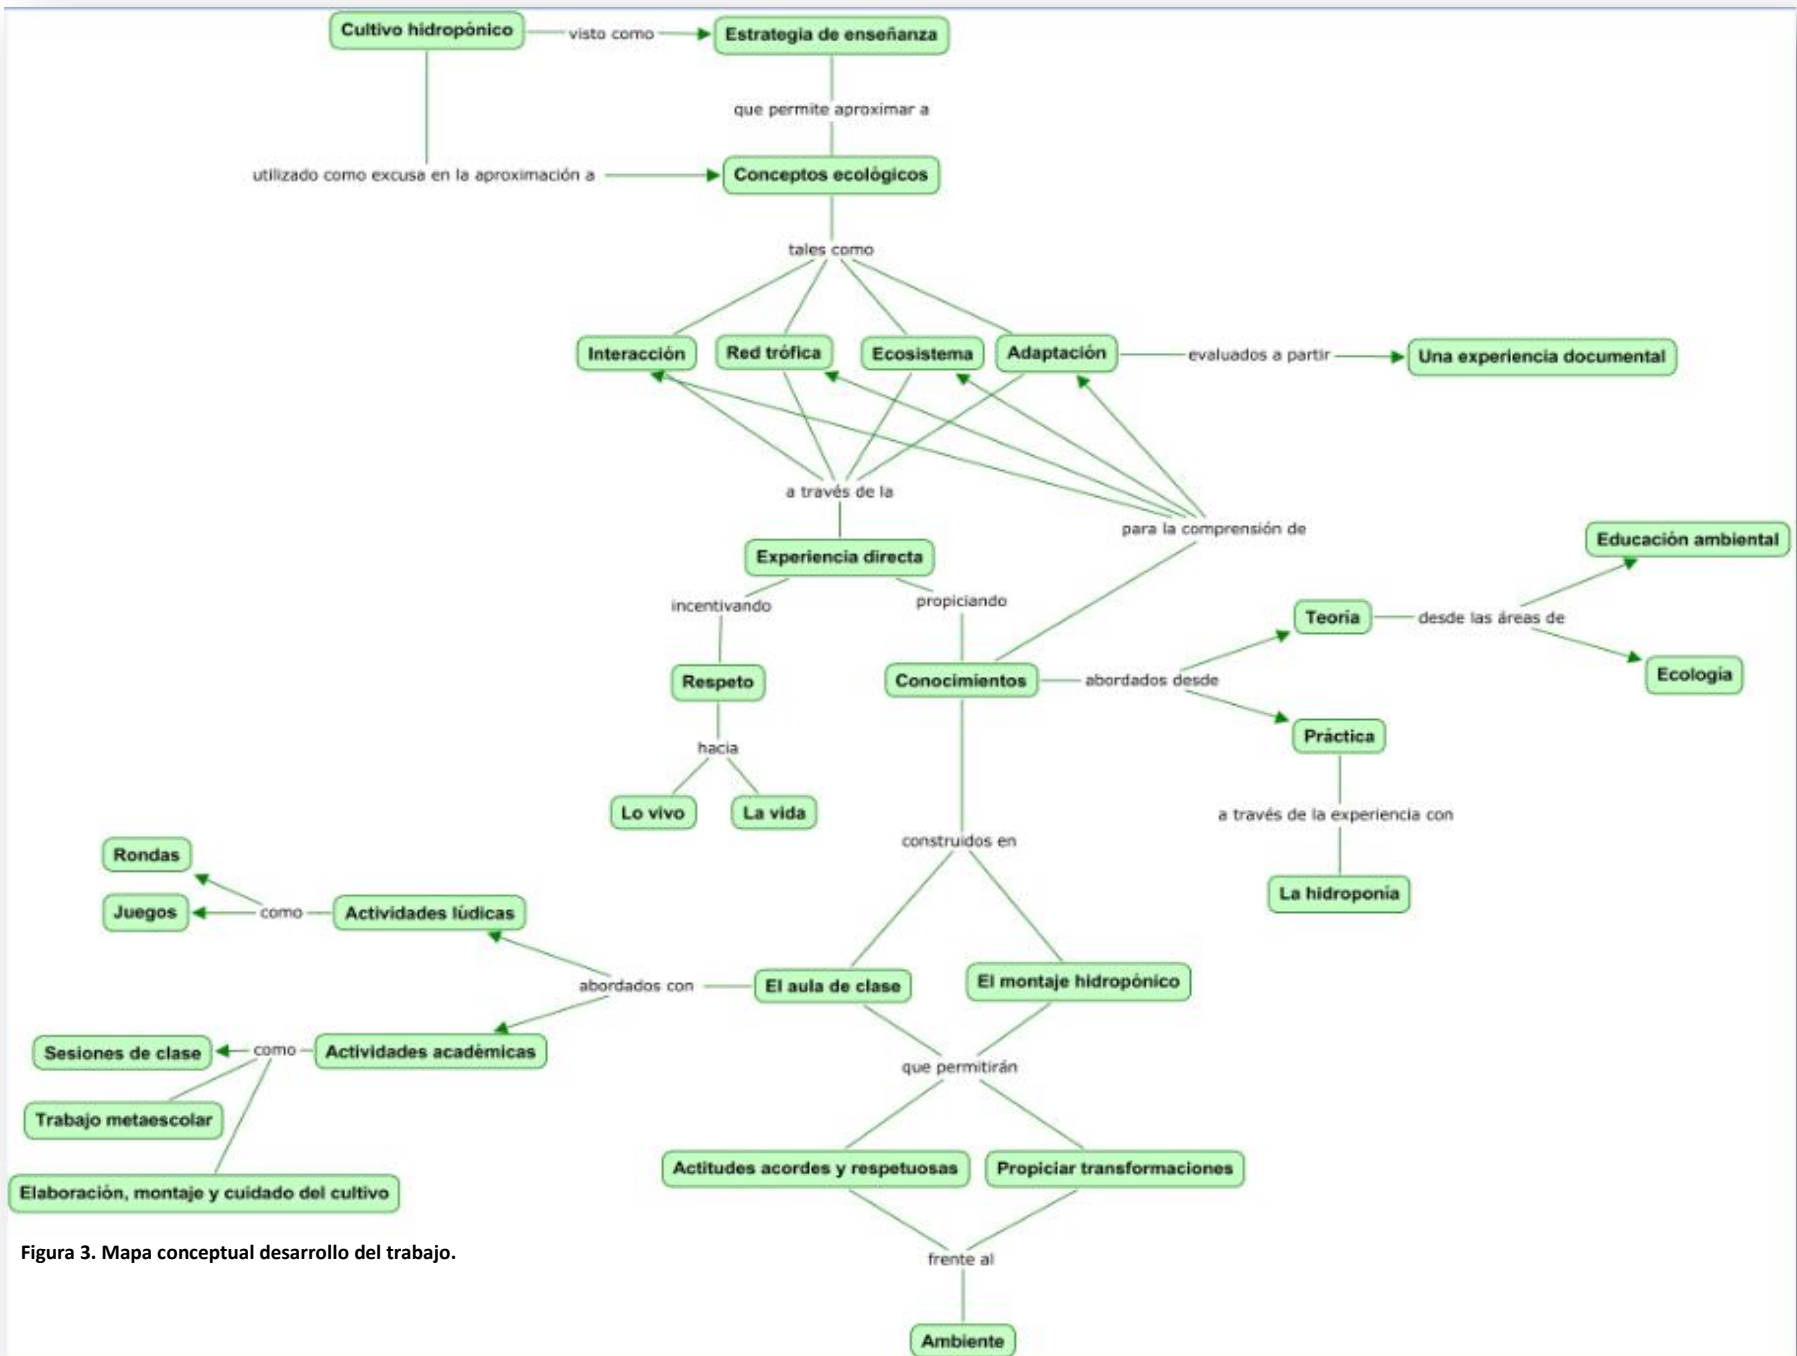 Cultivo hidropónico
visto como
Estrategia de enseñanza
que permite aproximar a
utilizado como excusa en la aproximación a
Conceptos ecológicos
tales como
Interacción
Red trófica
Ecosistema
Adaptación
evaluados a partir
Una experiencia documental
a través de la
para la comprensión de
Experiencia directa
incentivando
propiciando
Respeto
hacia
Lo vivo
La vida
Conocimientos
abordados desde
Teoría
desde las áreas de
Educación ambiental
Ecología
Práctica
a través de la experiencia con
La hidroponía
construidos en
El aula de clase
El montaje hidropónico
abordados con
Actividades lúdicas
como
Rondas
Juegos
Actividades académicas
como
Sesiones de clase
Trabajo metaescolar
Elaboración, montaje y cuidado del cultivo
que permitirán
Actitudes acordes y respetuosas
Propiciar transformaciones
frente al
Ambiente
Figura 3. Mapa conceptual desarrollo del trabajo.